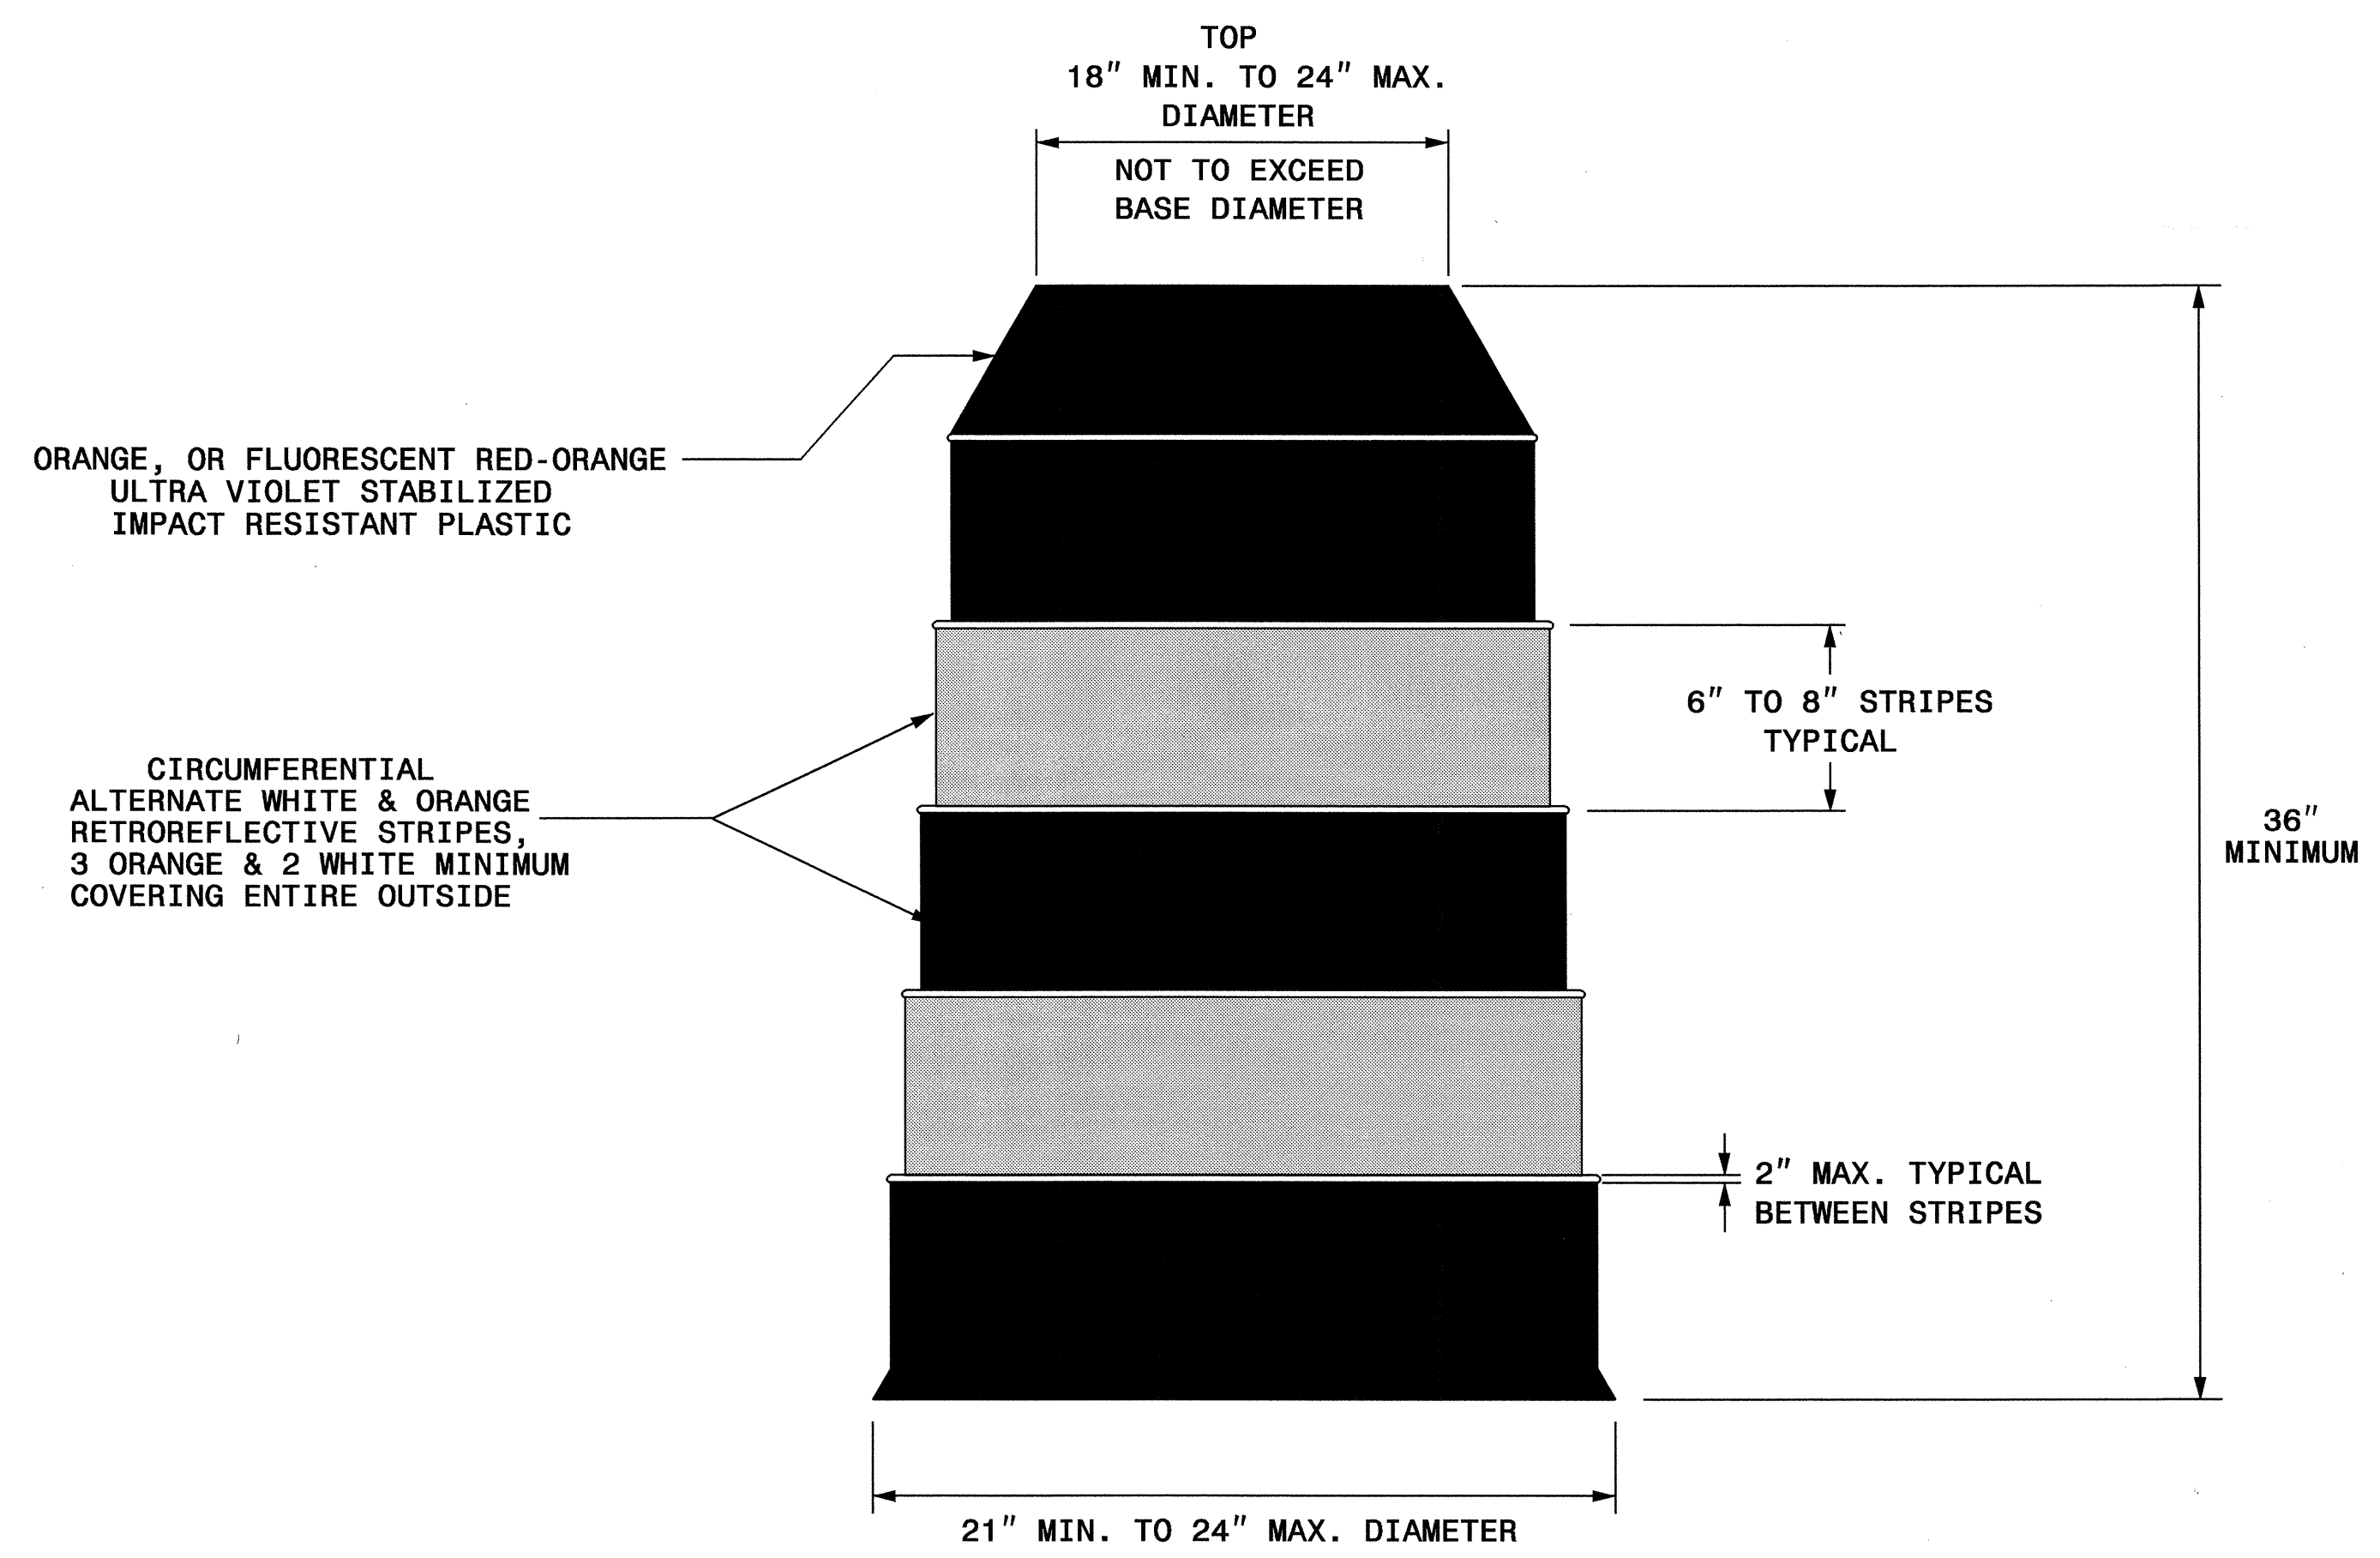 TOP
18" MIN. TO 24" MAX.
DIAMETER
NOT TO EXCEED
BASE DIAMETER
ORANGE, OR FLUORESCENT RED-ORANGE
ULTRA VIOLET STABILIZED
IMPACT RESISTANT PLASTIC
6" TO 8" STRIPES
TYPICAL
CIRCUMFERENTIAL
ALTERNATE WHITE & ORANGE
RETROREFLECTIVE STRIPES,
3 ORANGE & 2 WHITE MINIMUM
COVERING ENTIRE OUTSIDE
36"
MINIMUM
2" MAX. TYPICAL
BETWEEN STRIPES
21" MIN. TO 24" MAX. DIAMETER